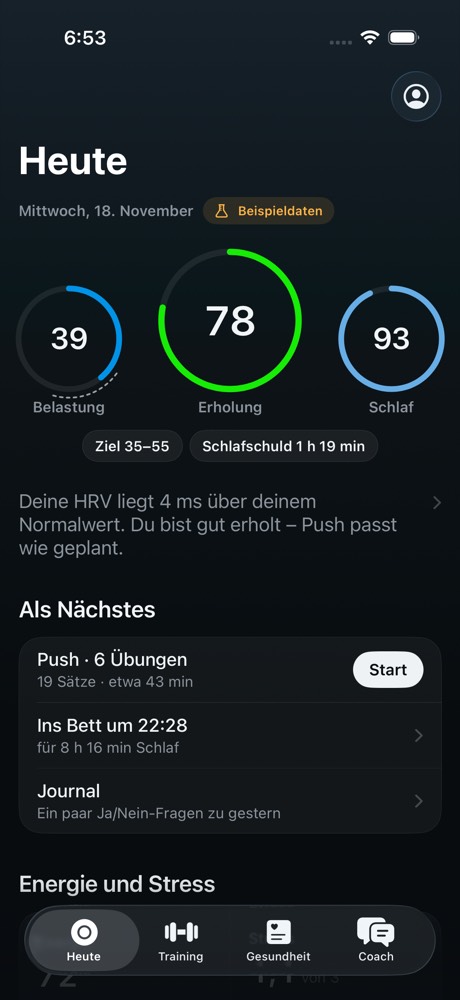 6:53
Heute
Mittwoch, 18. November
Beispieldaten
39
78
93
Belastung
Erholung
Schlaf
Ziel 35–55
Schlafschuld 1 h 19 min
Deine HRV liegt 4 ms über deinem
Normalwert. Du bist gut erholt – Push passt
wie geplant.
Als Nächstes
Push · 6 Übungen
19 Sätze · etwa 43 min
Start
Ins Bett um 22:28
für 8 h 16 min Schlaf
Journal
Ein paar Ja/Nein-Fragen zu gestern
Energie und Stress
Heute
Training
Gesundheit
Coach
von 3